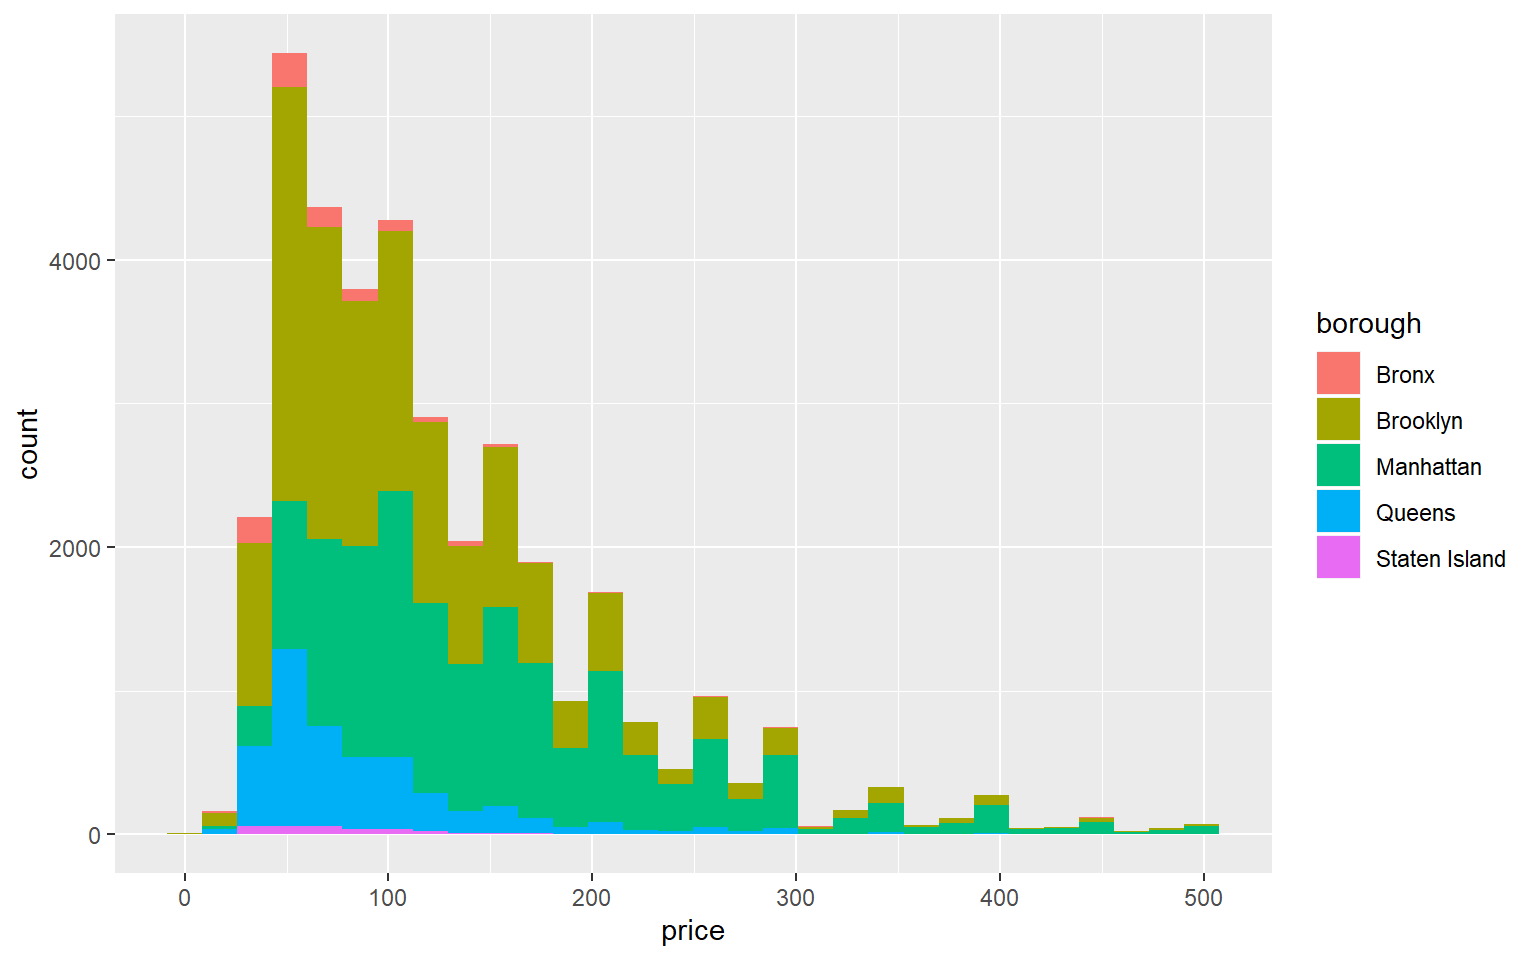 count
4000
2000
0
0
100
200
300
400
500
price
borough
Bronx
Brooklyn
Manhattan
Queens
Staten Island